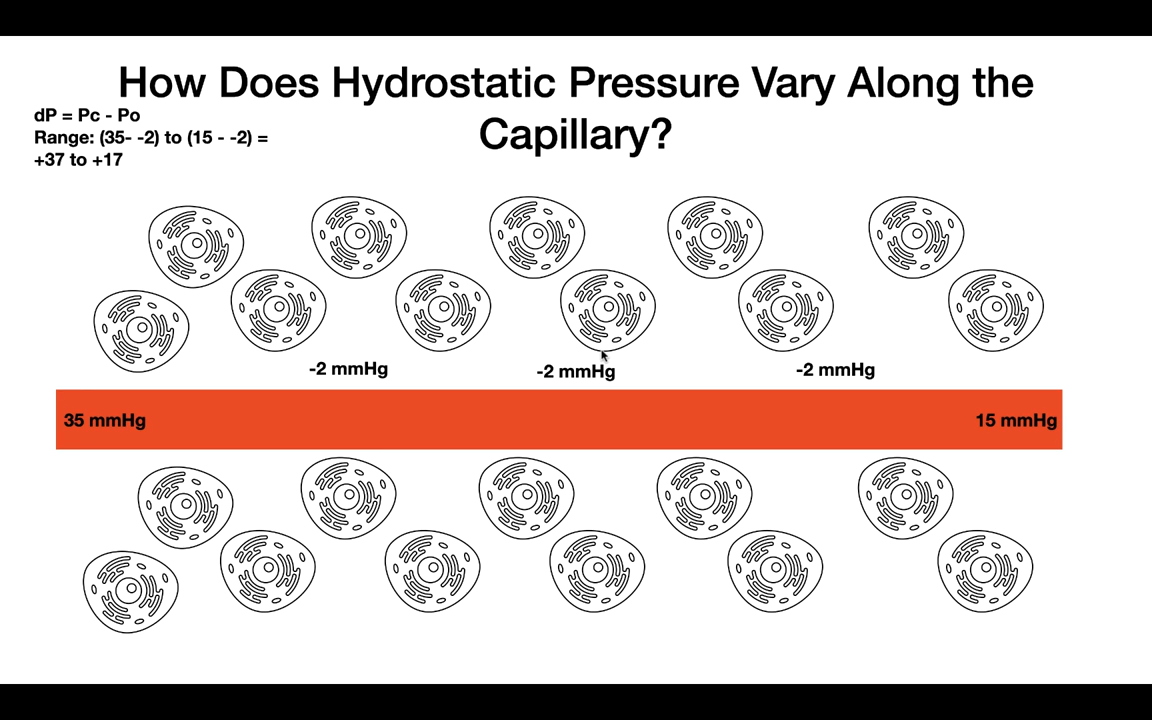 How Does Hydrostatic Pressure Vary Along the
Capillary?
dP = Pc - Po
Range: (35- -2) to (15 - -2) =
+37 to +17
-2 mmHg
-2 mmHg
-2 mmHg
35 mmHg
15 mmHg